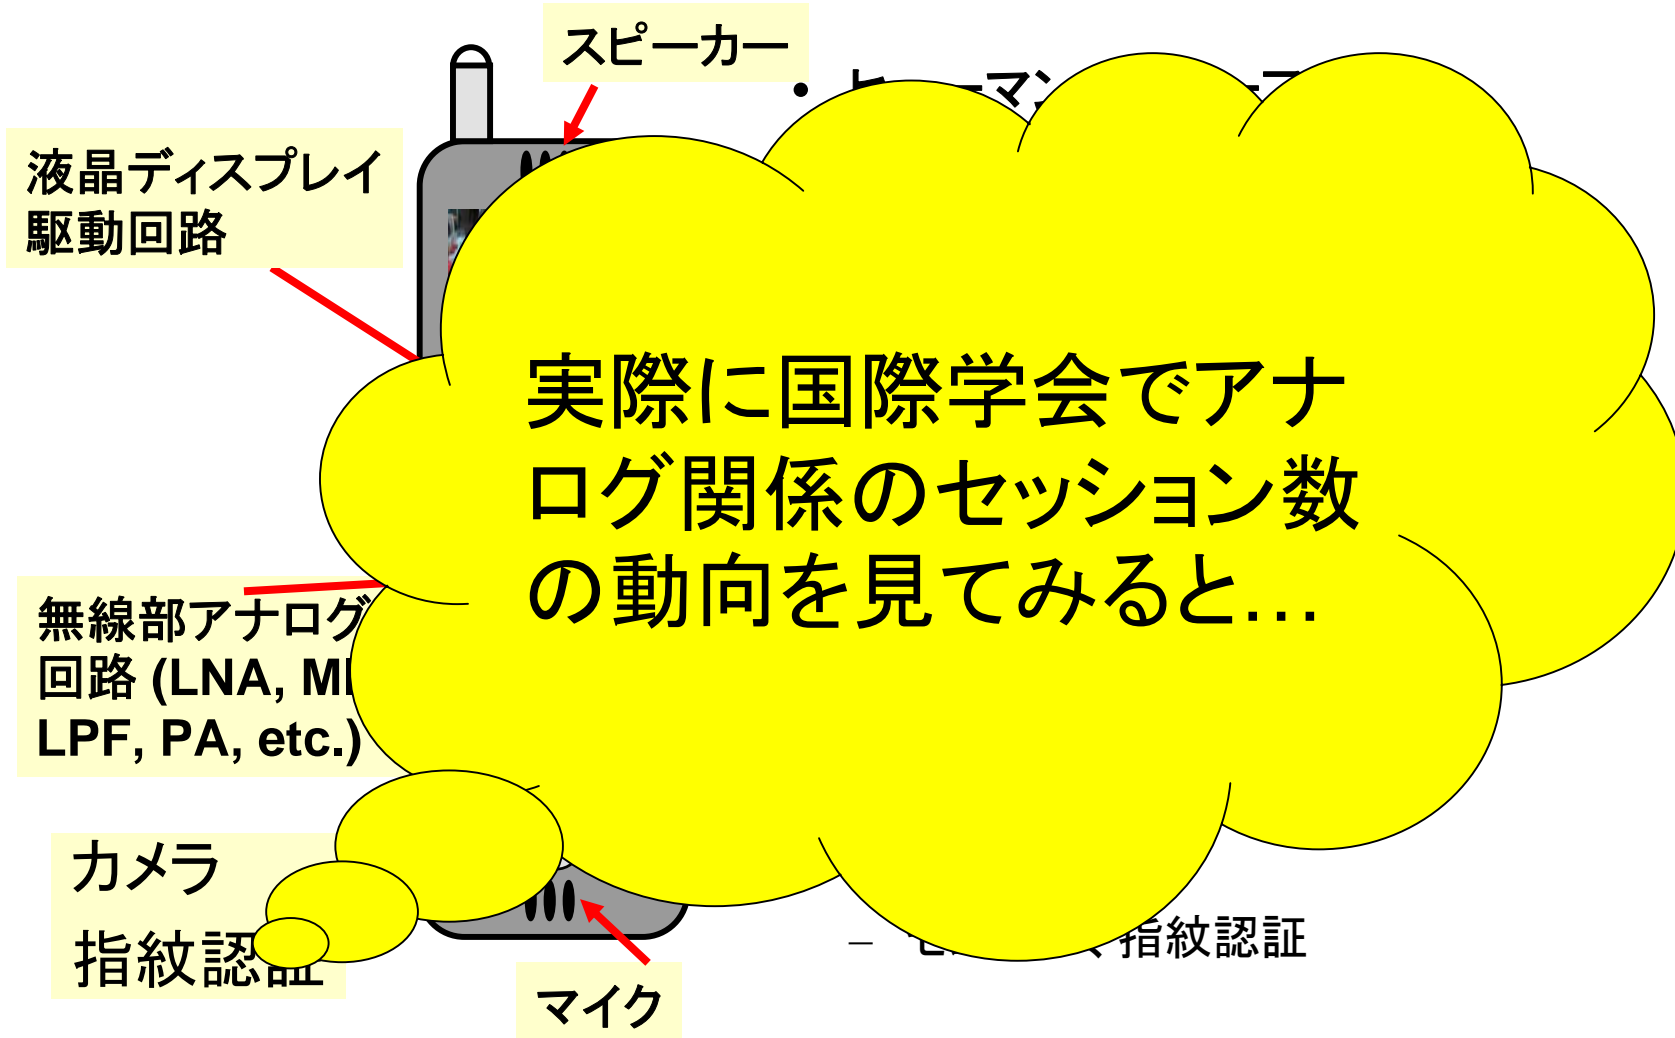 スピーカー
液晶ディスプレイ
駆動回路
実際に国際学会でアナ
ログ関係のセッション数
の動向を見てみると…
無線部アナログ
回路 (LNA,
LPF, PA, etc.)
カメラ
指紋認証
– 指紋認証
マイク